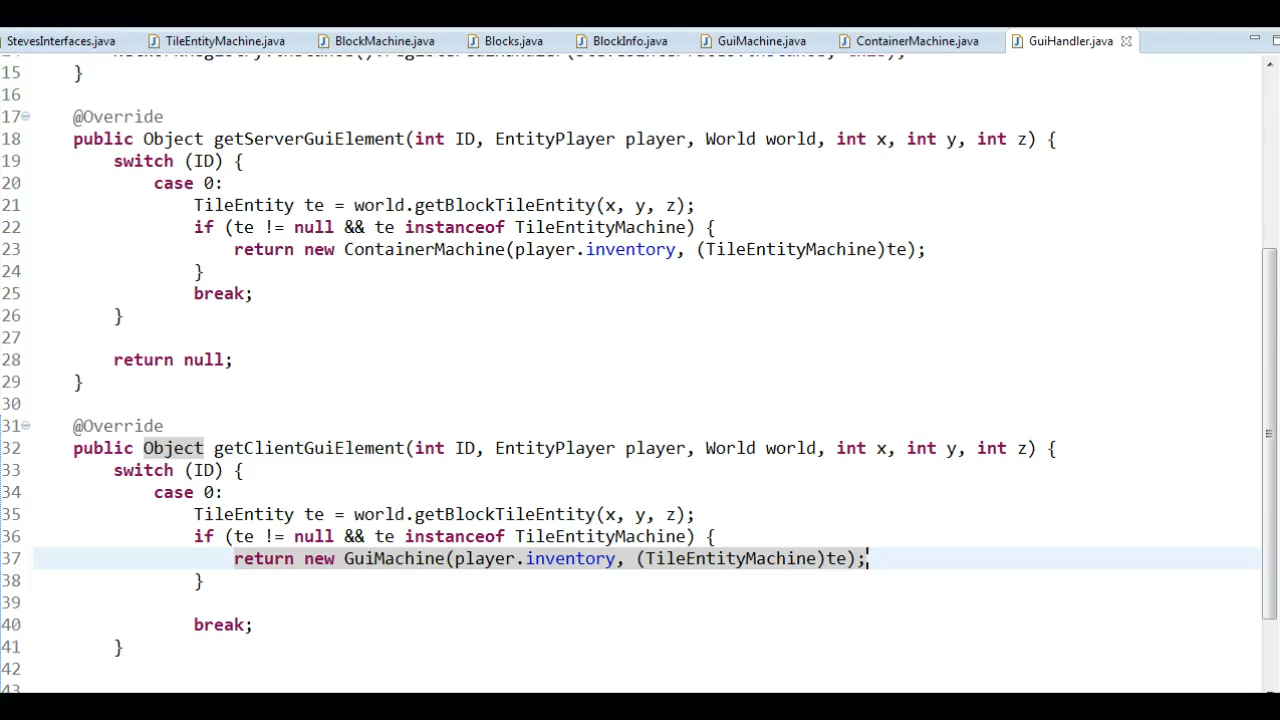 StevesInterfaces.java TileEntityMachine.java BlockMachine.java Blocks.java BlockInfo.java GuiMachine.java ContainerMachine.java GuiHandler.java
15 }
16
17 @Override
18 public Object getServerGuiElement(int ID, EntityPlayer player, World world, int x, int y, int z) {
19 switch (ID) {
20 case 0:
21 TileEntity te = world.getBlockTileEntity(x, y, z);
22 if (te != null && te instanceof TileEntityMachine) {
23 return new ContainerMachine(player.inventory, (TileEntityMachine)te);
24 }
25 break;
26 }
27
28 return null;
29 }
30
31 @Override
32 public Object getClientGuiElement(int ID, EntityPlayer player, World world, int x, int y, int z) {
33 switch (ID) {
34 case 0:
35 TileEntity te = world.getBlockTileEntity(x, y, z);
36 if (te != null && te instanceof TileEntityMachine) {
37 return new GuiMachine(player.inventory, (TileEntityMachine)te);
38 }
39
40 break;
41 }
42
43